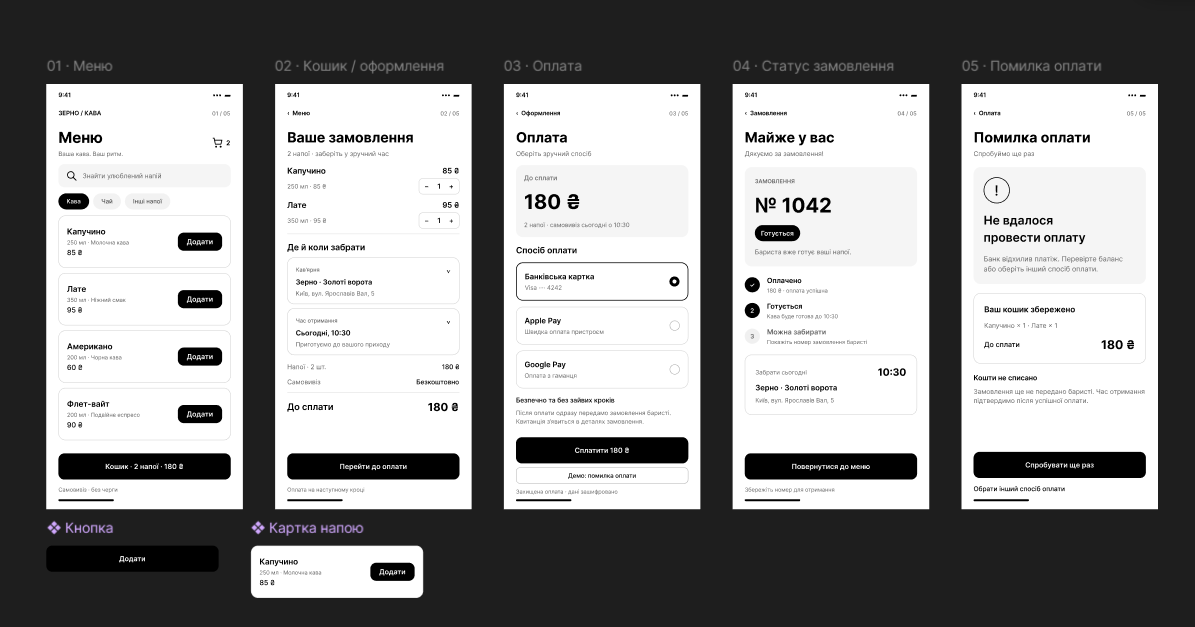 01 · Меню
9:41
ЗЕРНО / КАВА
01 / 05
Меню
2
Ваша кава. Ваш ритм.
Знайти улюблений напій
Кава
Чай
Інші напої
Капучино
250 мл · Молочна кава
85 ₴
Додати
Лате
350 мл · Ніжний смак
95 ₴
Додати
Американо
200 мл · Чорна кава
60 ₴
Додати
Флет-вайт
200 мл · Подвійне еспресо
90 ₴
Додати
Кошик · 2 напої · 180 ₴
Самовивіз · без черги
02 · Кошик / оформлення
9:41
‹ Меню
02 / 05
Ваше замовлення
2 напої · заберіть у зручний час
Капучино
85 ₴
250 мл · 85 ₴
− 1 +
Лате
95 ₴
350 мл · 95 ₴
− 1 +
Де й коли забрати
Кав'ярня
Зерно · Золоті ворота
Київ, вул. Ярославів Вал, 5
Час отримання
Сьогодні, 10:30
Приготуємо до вашого приходу
Напої · 2 шт.
180 ₴
Самовивіз
Безкоштовно
До сплати
180 ₴
Перейти до оплати
Оплата на наступному кроці
03 · Оплата
9:41
‹ Оформлення
03 / 05
Оплата
Оберіть зручний спосіб
До сплати
180 ₴
2 напої · самовивіз сьогодні о 10:30
Спосіб оплати
Банківська картка
Visa ···· 4242
Apple Pay
Швидка оплата пристроєм
Google Pay
Оплата з гаманця
Безпечно та без зайвих кроків
Після оплати одразу передамо замовлення баристі.
Квитанція з'явиться в деталях замовлення.
Сплатити 180 ₴
Демо: помилка оплати
Захищена оплата · дані зашифровано
04 · Статус замовлення
9:41
‹ Замовлення
04 / 05
Майже у вас
Дякуємо за замовлення!
ЗАМОВЛЕННЯ
№ 1042
Готується
Бариста вже готує ваші напої.
Оплачено
180 ₴ · оплата успішна
2
Готується
Кава буде готова до 10:30
3
Можна забирати
Покажіть номер замовлення баристі
Забрати сьогодні
10:30
Зерно · Золоті ворота
Київ, вул. Ярославів Вал, 5
Повернутися до меню
Збережіть номер для отримання
05 · Помилка оплати
9:41
‹ Оплата
05 / 05
Помилка оплати
Спробуймо ще раз
!
Не вдалося
провести оплату
Банк відхилив платіж. Перевірте баланс
або оберіть інший спосіб оплати.
Ваш кошик збережено
Капучино × 1 · Лате × 1
До сплати
180 ₴
Кошти не списано
Замовлення ще не передано баристі. Час отримання
підтвердимо після успішної оплати.
Спробувати ще раз
Обрати інший спосіб оплати
Кнопка
Додати
Картка напою
Капучино
250 мл · Молочна кава
85 ₴
Додати